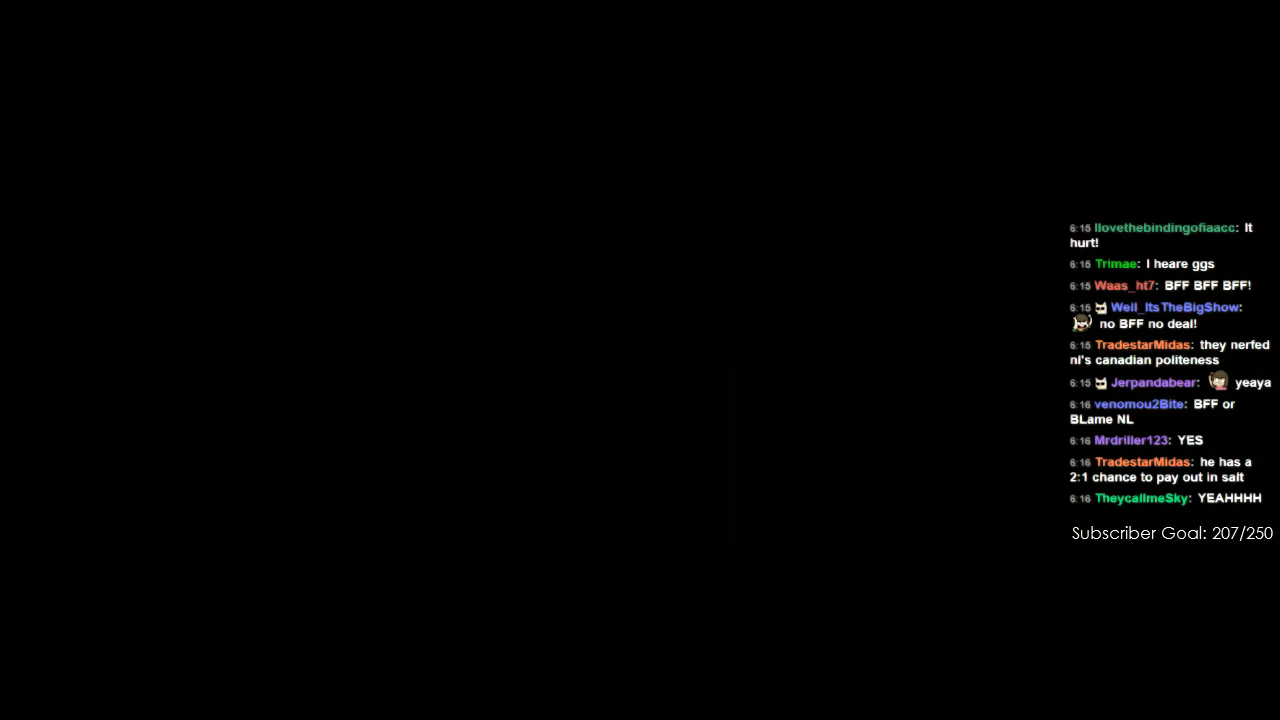 6:15 Ilovethebindingofiaacc: It
hurt!
6:15 Trimae: I heare ggs
6:15 Waas_ht7: BFF BFF BFF!
6:15 Well_ItsTheBigShow:
no BFF no deal!
6:15 TradestarMidas: they nerfed
nl's canadian politeness
6:15 Jerpandabear: yeaya
6:16 venomou2Bite: BFF or
BLame NL
6:16 Mrdriller123: YES
6:16 TradestarMidas: he has a
2:1 chance to pay out in salt
6:16 TheycallmeSky: YEAHHHH
Subscriber Goal: 207/250